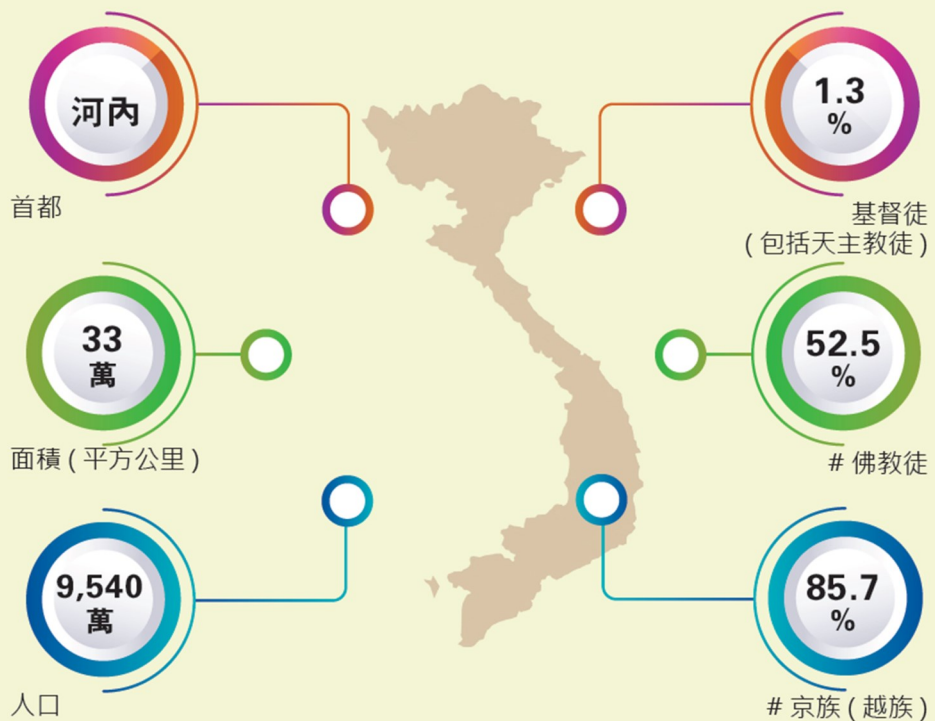 河內
首都
1.3
%
基督徒
( 包括天主教徒 )
33
萬
面積 ( 平方公里 )
52.5
%
# 佛教徒
9,540
萬
人口
85.7
%
# 京族 ( 越族 )